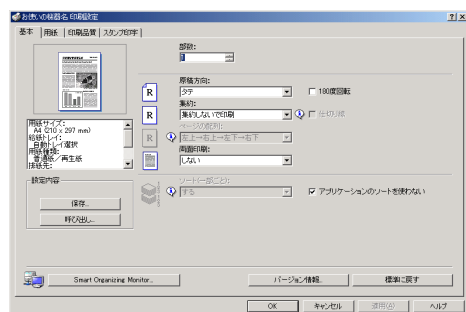 お使いの機器名 印刷設定
基本 用紙 印刷品質 スタンプ印字
部数:
1
原稿方向:
タテ
180度回転
集約:
集約しないで印刷
仕切り線
ページの配列:
左上→右上→左下→右下
両面印刷:
しない
用紙サイズ:
A4 (210 x 297 mm)
給紙トレイ:
自動トレイ選択
用紙種類:
普通紙/再生紙
排紙先:
設定内容
保存...
呼び出し...
ソート(一部ごと):
する
アプリケーションのソートを使わない
Smart Organizing Monitor...
バージョン情報...
標準に戻す
OK
キャンセル
適用(A)
ヘルプ